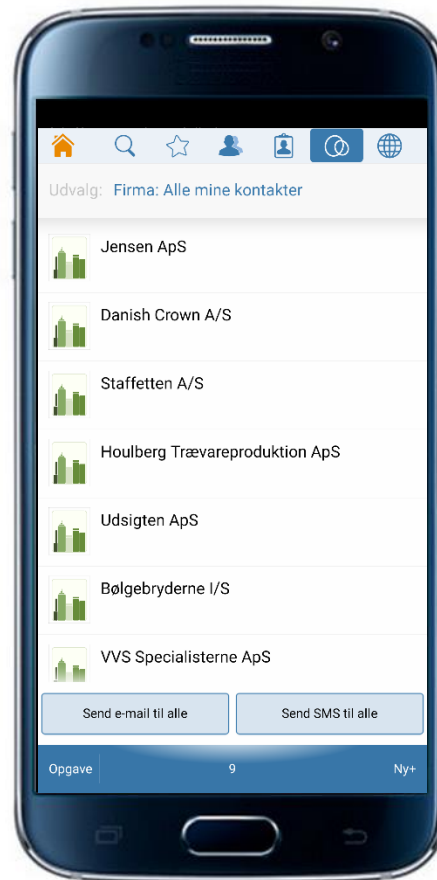 Udvalg: Firma: Alle mine kontakter
Jensen ApS
Danish Crown A/S
Staffetten A/S
Houlberg Trævareproduktion ApS
Udsigten ApS
Bølgebryderne I/S
VVS Specialisterne ApS
Send e-mail til alle Send SMS til alle
Opgave 9 Ny+